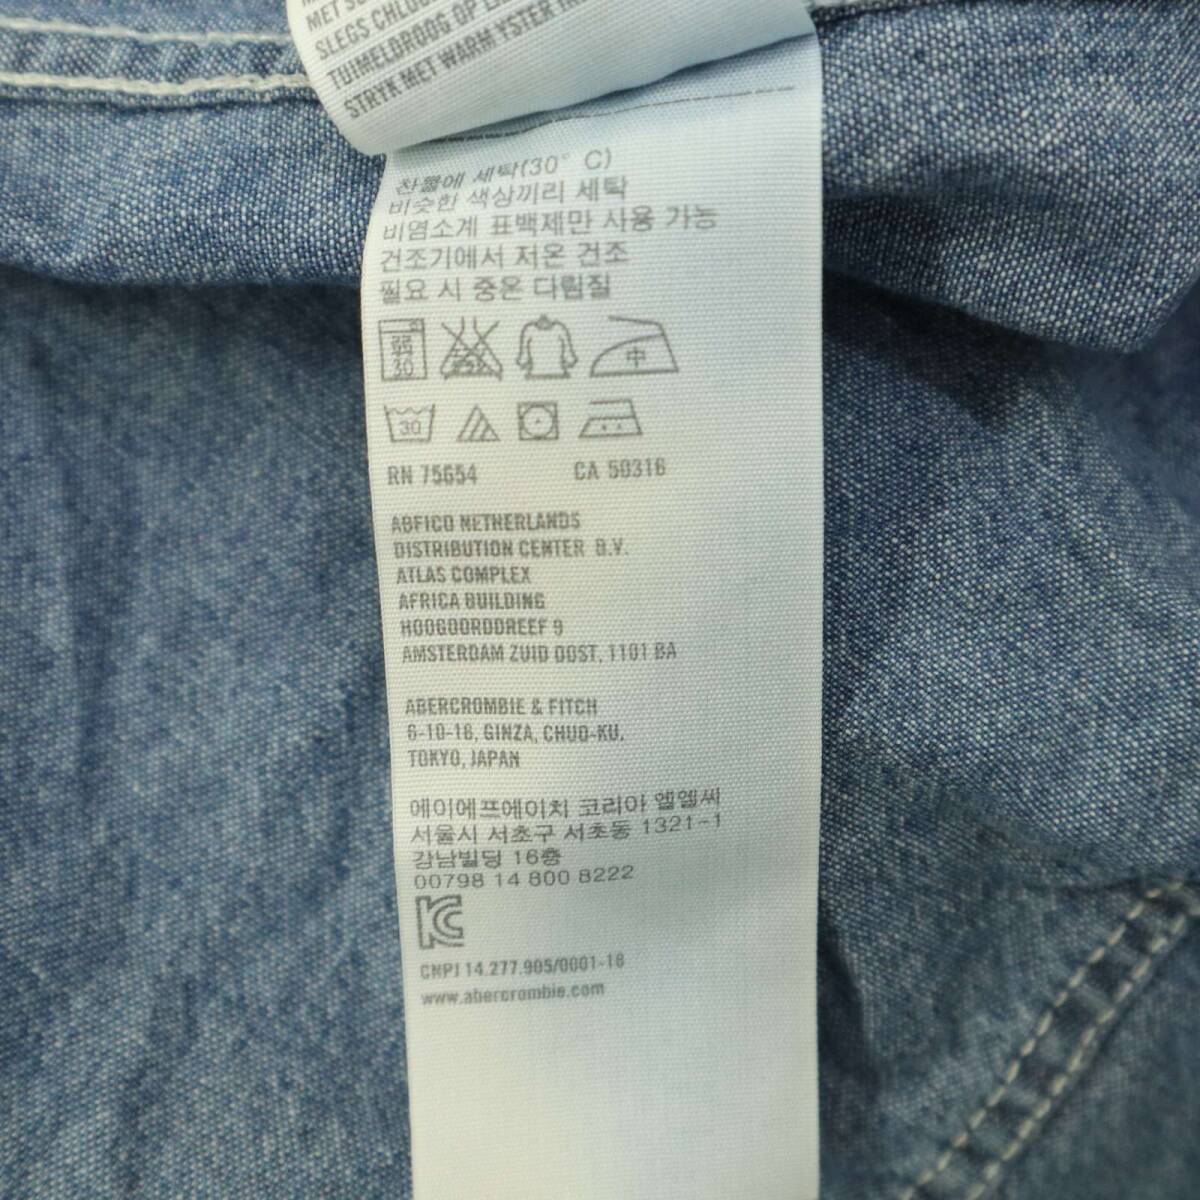 MET
SLEGS CHLOO
TUIMELDROOG OP
STRYK MET WARM YSTER
찬물에 세탁(30° C)
비슷한 색상끼리 세탁
비염소계 표백제만 사용 가능
건조기에서 저온 건조
필요 시 중온 다림질
30 中
30
RN 75654 CA 50316
ABFICO NETHERLANDS
DISTRIBUTION CENTER B.V.
ATLAS COMPLEX
AFRICA BUILDING
HOOGOORDDREEF 9
AMSTERDAM ZUID OOST, 1101 BA
ABERCROMBIE & FITCH
6-10-16, GINZA, CHUO-KU,
TOKYO, JAPAN
에이에프에이치 코리아 엘엘씨
서울시 서초구 서초동 1321-1
강남빌딩 16층
00798 14 800 8222
KC
CNPJ 14.277.905/0001-18
www.abercrombie.com